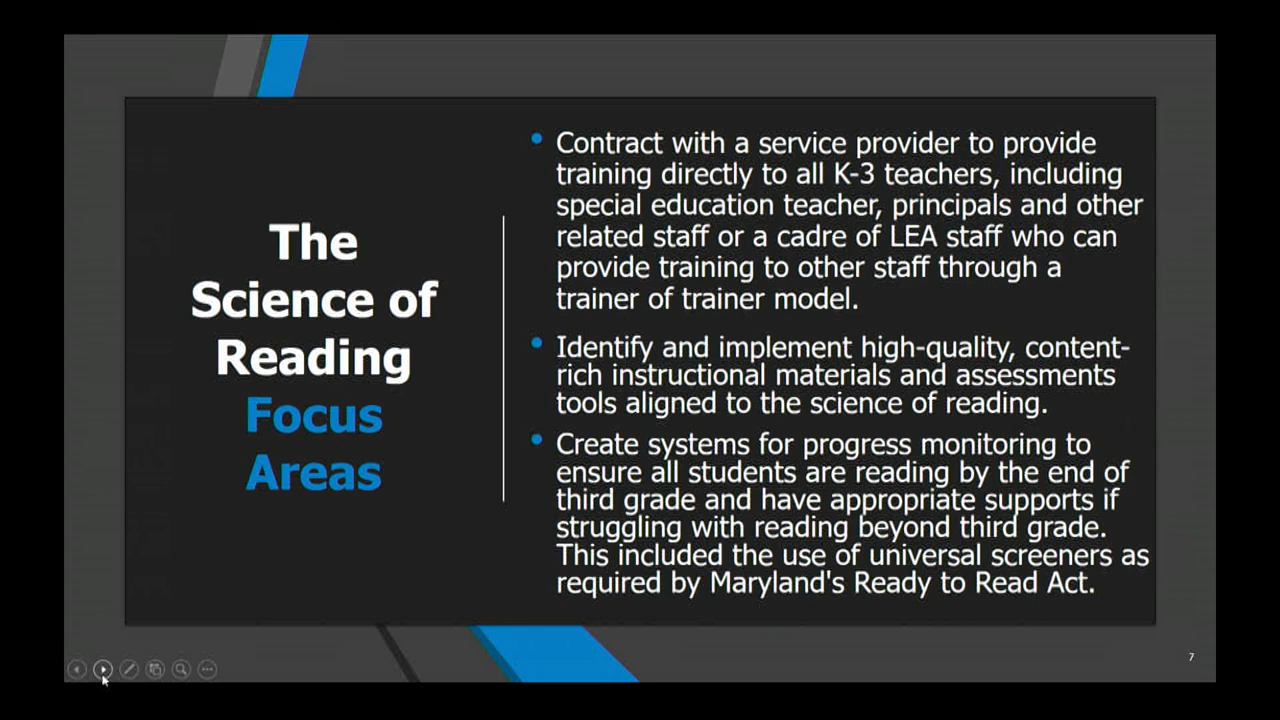 The
Science of
Reading
Focus
Areas
• Contract with a service provider to provide
training directly to all K-3 teachers, including
special education teacher, principals and other
related staff or a cadre of LEA staff who can
provide training to other staff through a
trainer of trainer model.
• Identify and implement high-quality, content-
rich instructional materials and assessments
tools aligned to the science of reading.
• Create systems for progress monitoring to
ensure all students are reading by the end of
third grade and have appropriate supports if
struggling with reading beyond third grade.
This included the use of universal screeners as
required by Maryland's Ready to Read Act.
7